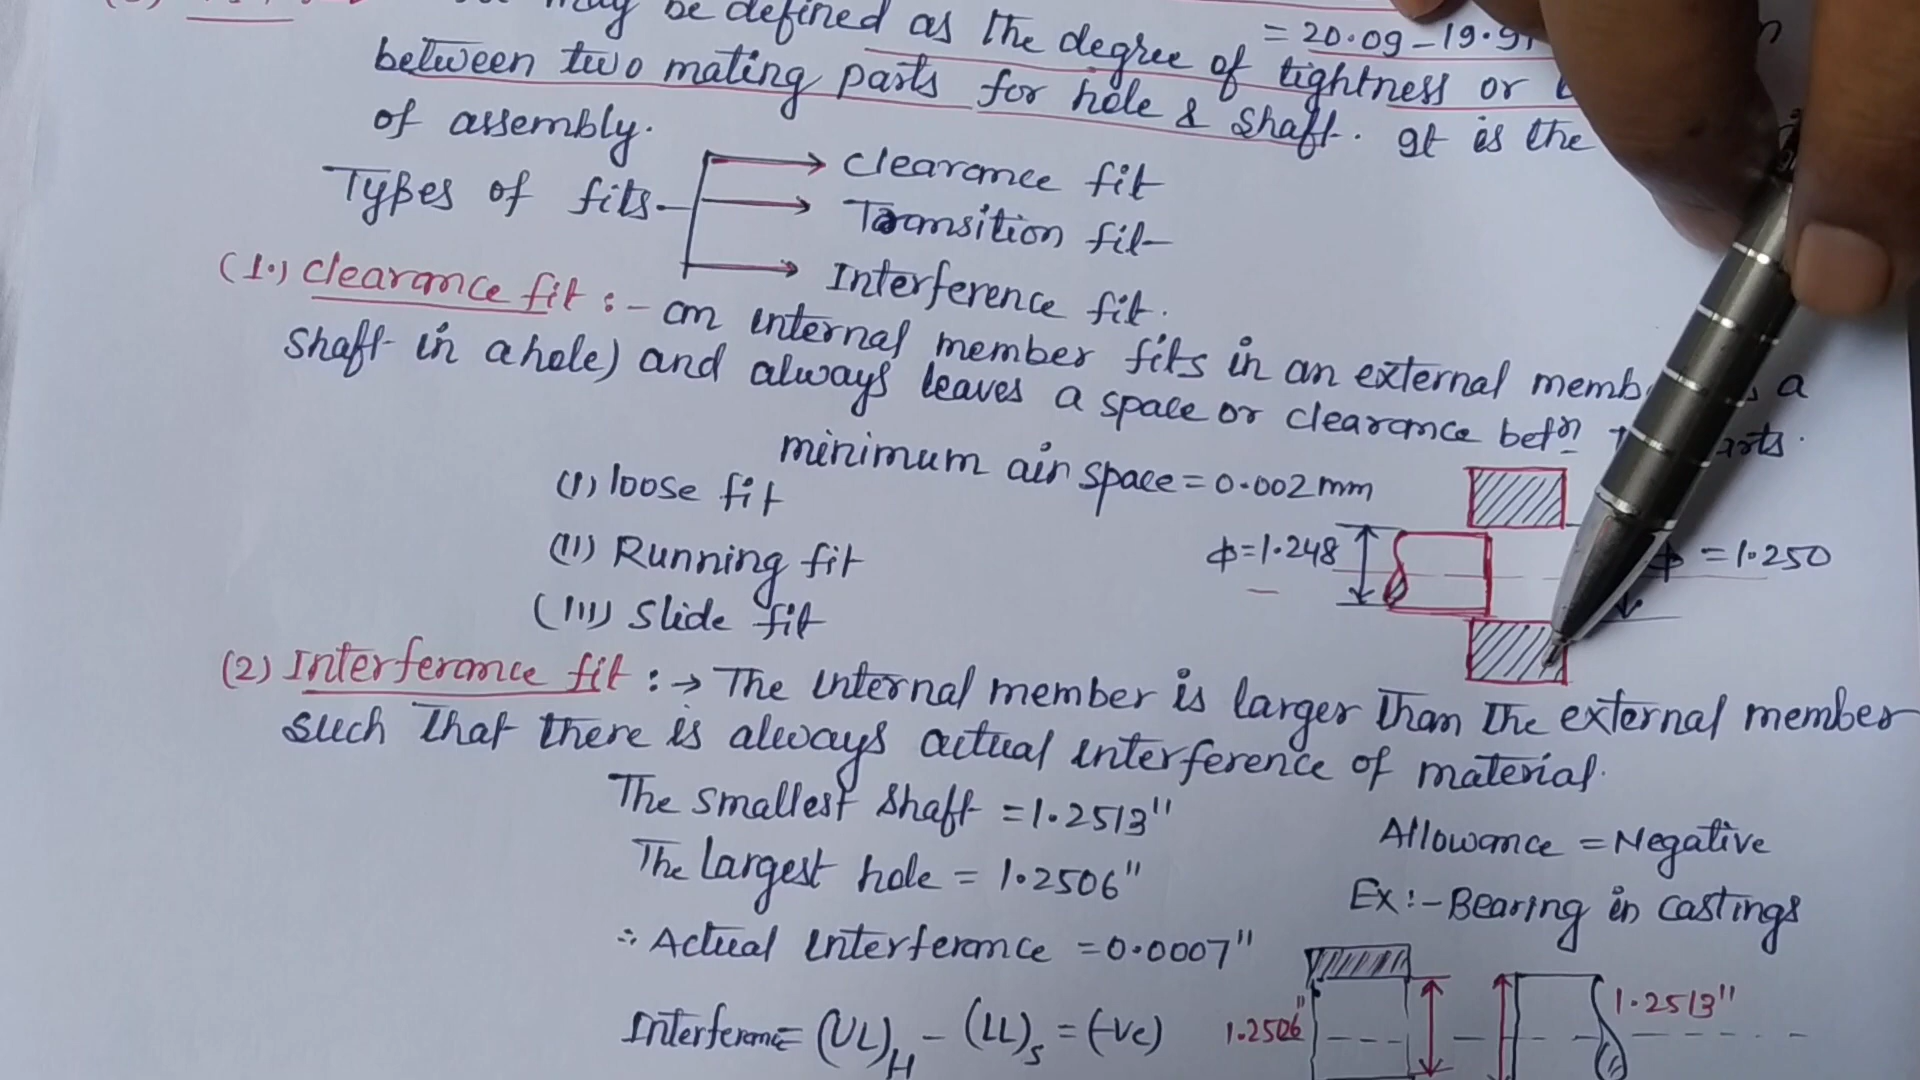 may be defined as the degree of tightness or
= 20.09-19.9
between two mating parts for hole & shaft. It is the
of assembly.
Types of fits
Clearance fit
Transition fit
Interference fit.
(1.) Clearance fit :- an internal member fits in an external memb a
shaft in a hole) and always leaves a space or clearance betn parts.
minimum air space = 0.002 mm
(I) loose fit
(II) Running fit
(III) Slide fit
ϕ=1.248
ϕ = 1.250
(2) Interference fit :→ The internal member is larger than the external member
such that there is always actual interference of material.
The smallest shaft = 1.2513"
The largest hole = 1.2506"
∴ Actual interference = 0.0007"
Allowance = Negative
Ex:- Bearing in castings
Interference= (UL)H - (LL)S = (-ve)
1.2506"
1.2513"